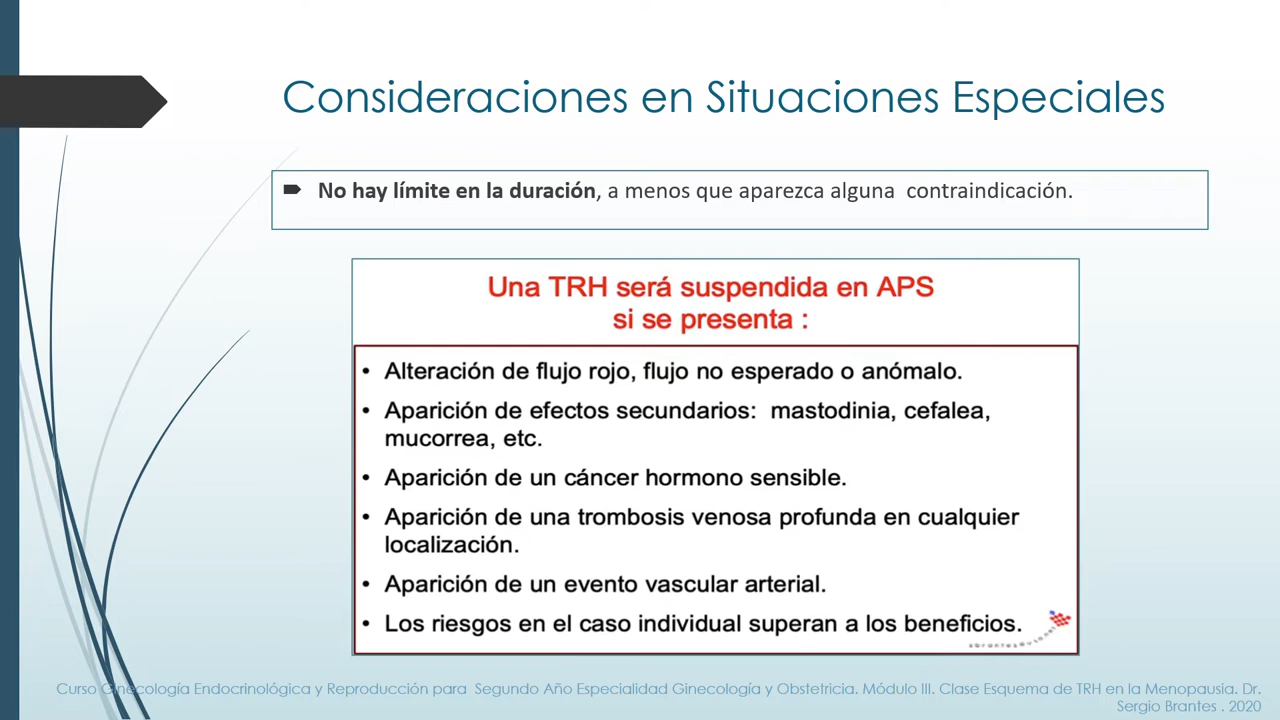 Consideraciones en Situaciones Especiales
No hay límite en la duración, a menos que aparezca alguna contraindicación.
Una TRH será suspendida en APS
si se presenta :
• Alteración de flujo rojo, flujo no esperado o anómalo.
• Aparición de efectos secundarios: mastodinia, cefalea,
mucorrea, etc.
• Aparición de un cáncer hormono sensible.
• Aparición de una trombosis venosa profunda en cualquier
localización.
• Aparición de un evento vascular arterial.
• Los riesgos en el caso individual superan a los beneficios.
Curso Ginecología Endocrinológica y Reproducción para Segundo Año Especialidad Ginecología y Obstetricia. Módulo III. Clase Esquema de TRH en la Menopausia. Dr.
Sergio Brantes . 2020